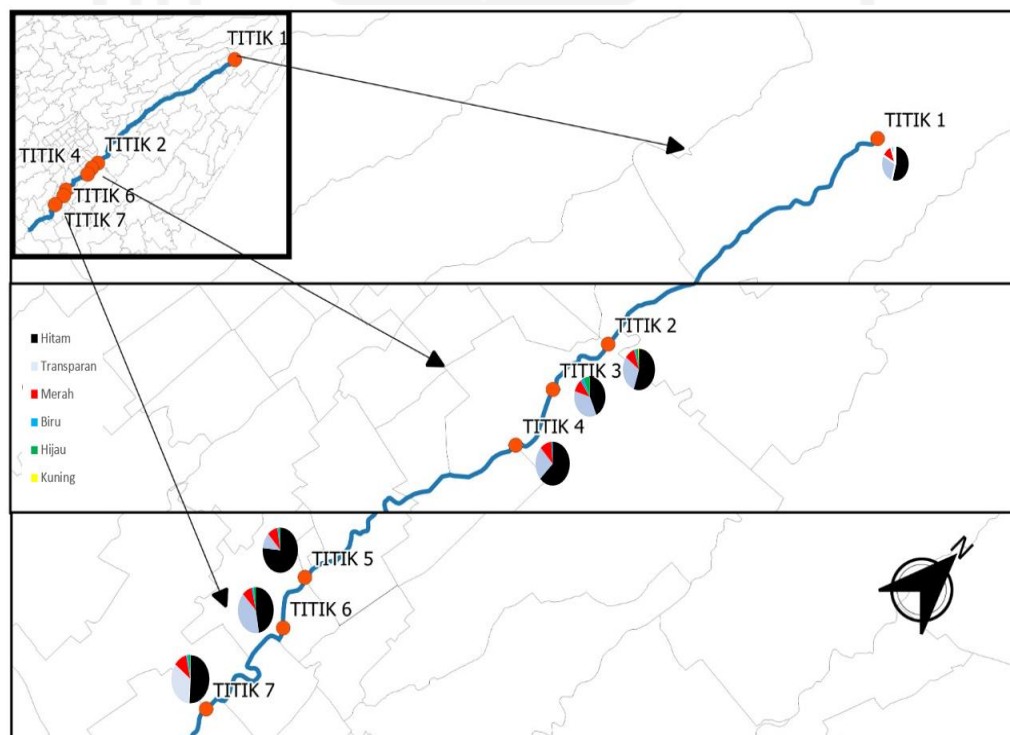 TITIK 1
TITIK 2
TITIK 4
TITIK 6
TITIK 7
TITIK 1
TITIK 2
TITIK 3
TITIK 4
Hitam
Transparan
Merah
Biru
Hijau
Kuning
TITIK 5
TITIK 6
TITIK 7
N